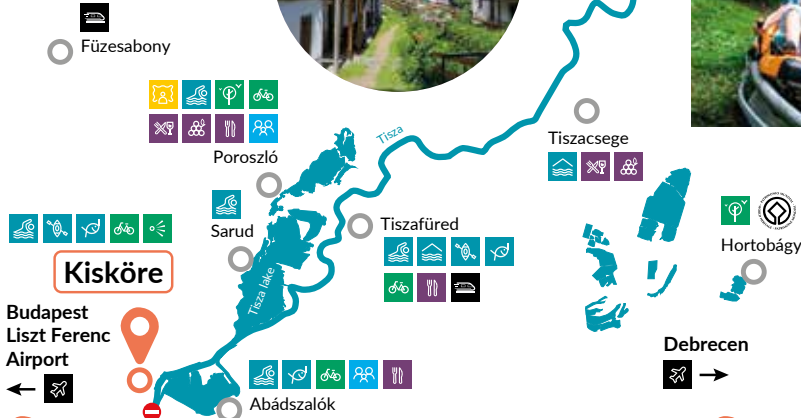 Füzesabony
Tisza
Tiszacsege
Poroszló
Sarud
Tiszafüred
Hortobágy
Kisköre
Tisza lake
Budapest
Liszt Ferenc
Airport
Debrecen
Abádszalók